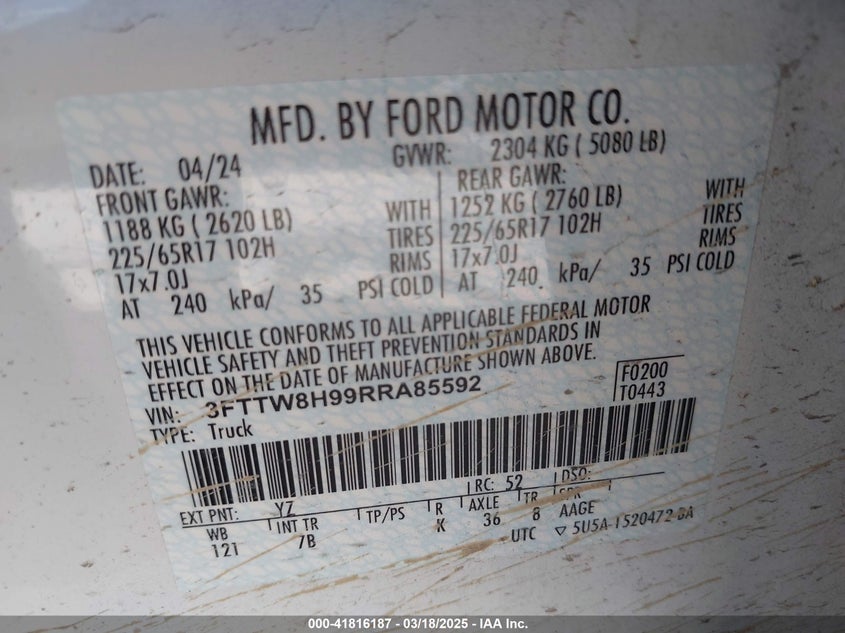 MFD. BY FORD MOTOR CO.
DATE: 04/24 GVWR: 2304 KG ( 5080 LB)
FRONT GAWR: REAR GAWR:
1188 KG ( 2620 LB) WITH 1252 KG ( 2760 LB) WITH
225/65R17 102H TIRES 225/65R17 102H TIRES
17x7.0J RIMS 17x7.0J RIMS
AT 240 kPa/ 35 PSI COLD AT 240 kPa/ 35 PSI COLD
THIS VEHICLE CONFORMS TO ALL APPLICABLE FEDERAL MOTOR
VEHICLE SAFETY AND THEFT PREVENTION STANDARDS IN
EFFECT ON THE DATE OF MANUFACTURE SHOWN ABOVE.
VIN: 3FTTW8H99RRA85592 F0200
TYPE: Truck T0443
RC: 52 DSO:
EXT PNT: YZ
WB INT TR TP/PS R AXLE TR SPR
121 7B K 36 8 AAGE
UTC ▽ 5U5A-1520472-BA
000-41816187 - 03/18/2025 - IAA Inc.